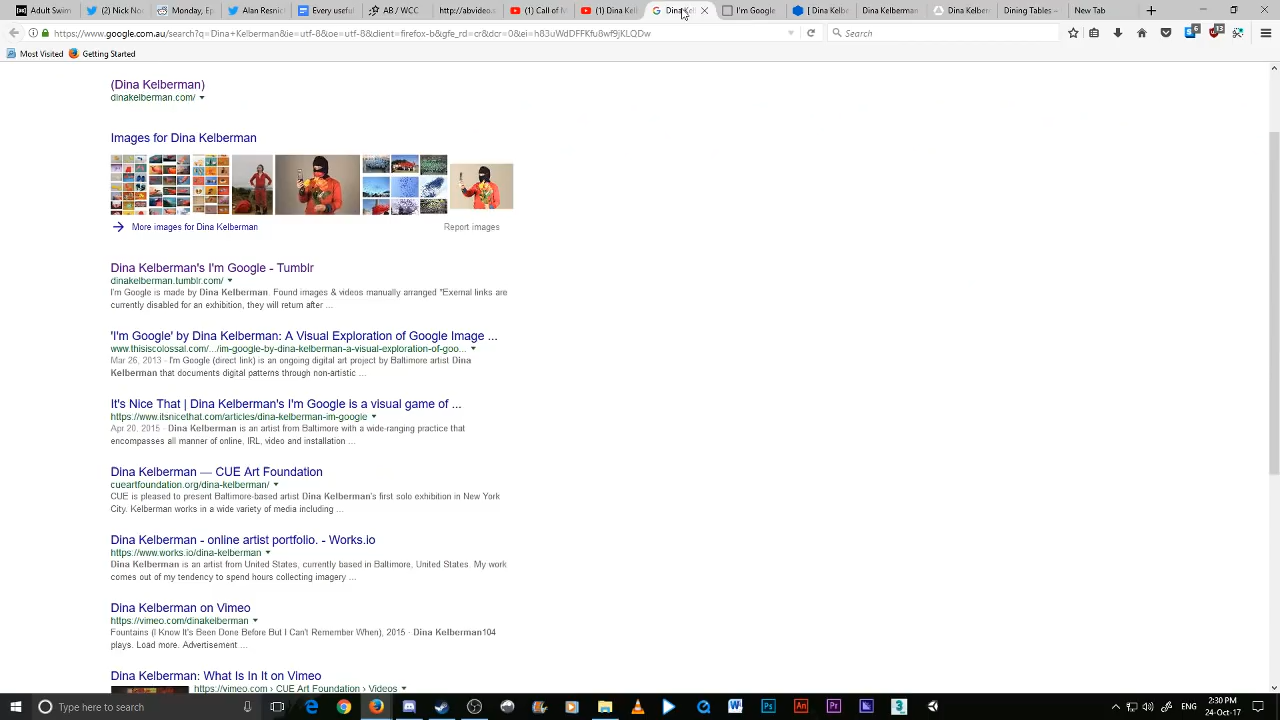 Adult Swim
(20) Nick No
Monday, Ep
Every useful
AB / WCC
http://abvideos
(1) Call of M
(1) Dina Kel
Dina Kel
I'm Google
(1) Dina Kelb
Dina Kelberman
Dina Kelberm
Dining Tables –
New Tab
https://www.google.com.au/search?q=Dina+Kelberman&ie=utf-8&oe=utf-8&client=firefox-b&gfe_rd=cr&dcr=0&ei=h83uWdDFFKfu8wf9jKLQDw
Search
6
13
Most Visited
Getting Started
(Dina Kelberman)
dinakelberman.com/
Images for Dina Kelberman
More images for Dina Kelberman
Report images
Dina Kelberman's I'm Google - Tumblr
dinakelberman.tumblr.com/
I'm Google is made by Dina Kelberman. Found images & videos manually arranged "Exernal links are
currently disabled for an exhibition, they will return after ...
'I'm Google' by Dina Kelberman: A Visual Exploration of Google Image ...
www.thisiscolossal.com/.../im-google-by-dina-kelberman-a-visual-exploration-of-goo...
Mar 26, 2013 - I'm Google (direct link) is an ongoing digital art project by Baltimore artist Dina
Kelberman that documents digital patterns through non-artistic ...
It's Nice That | Dina Kelberman's I'm Google is a visual game of ...
https://www.itsnicethat.com/articles/dina-kelberman-im-google
Apr 20, 2015 - Dina Kelberman is an artist from Baltimore with a wide-ranging practice that
encompasses all manner of online, IRL, video and installation ...
Dina Kelberman — CUE Art Foundation
cueartfoundation.org/dina-kelberman/
CUE is pleased to present Baltimore-based artist Dina Kelberman's first solo exhibition in New York
City. Kelberman works in a wide variety of media including ...
Dina Kelberman - online artist portfolio. - Works.io
https://www.works.io/dina-kelberman
Dina Kelberman is an artist from United States, currently based in Baltimore, United States. My work
comes out of my tendency to spend hours collecting imagery ...
Dina Kelberman on Vimeo
https://vimeo.com/dinakelberman
Fountains (I Know It's Been Done Before But I Can't Remember When), 2015 · Dina Kelberman104
plays. Load more. Advertisement ...
Dina Kelberman: What Is In It on Vimeo
https://vimeo.com › CUE Art Foundation › Videos
Type here to search
ENG
2:20 PM
24-Oct-17